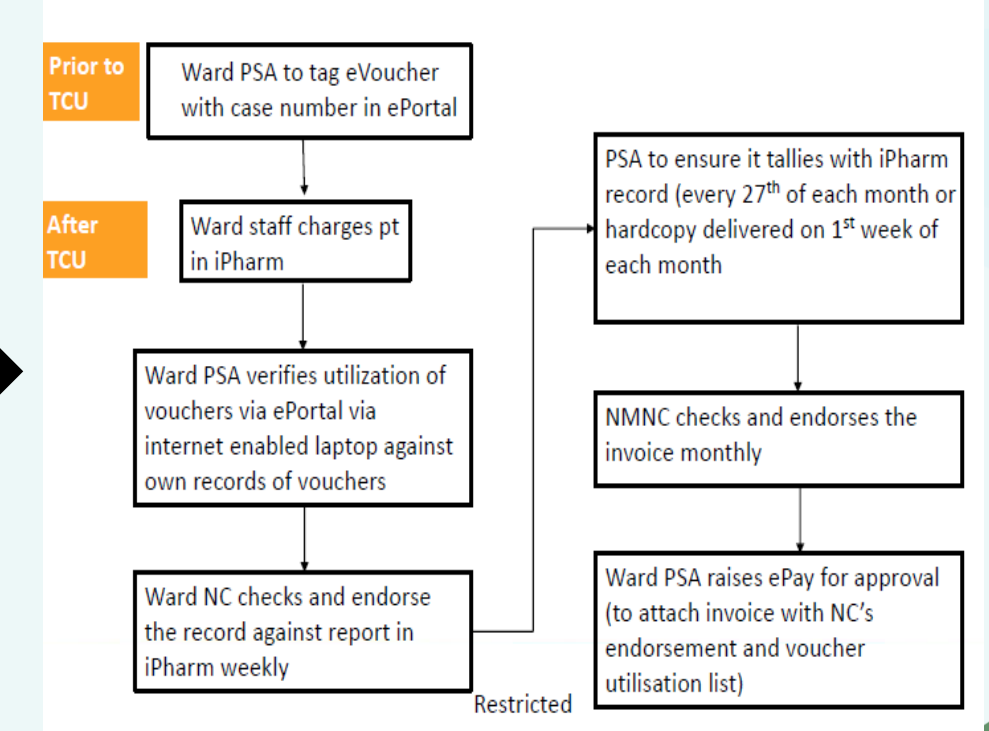 Prior to
TCU
Ward PSA to tag eVoucher
with case number in ePortal
After
TCU
Ward staff charges pt
in iPharm
Ward PSA verifies utilization of
vouchers via ePortal via
internet enabled laptop against
own records of vouchers
Ward NC checks and endorse
the record against report in
iPharm weekly
PSA to ensure it tallies with iPharm
record (every 27th of each month or
hardcopy delivered on 1st week of
each month
NMNC checks and endorses the
invoice monthly
Ward PSA raises ePay for approval
(to attach invoice with NC’s
endorsement and voucher
utilisation list)
Restricted